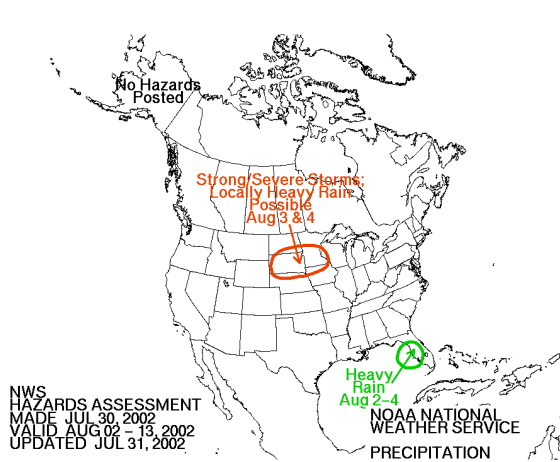 No Hazards
Posted
Strong/Severe Storms;
Locally Heavy Rain
Possible
Aug 3 & 4
Heavy
Rain
Aug 2-4
NWS
HAZARDS ASSESSMENT
MADE JUL 30, 2002
VALID AUG 02 - 13, 2002
UPDATED JUL 31, 2002
NOAA NATIONAL
WEATHER SERVICE
PRECIPITATION